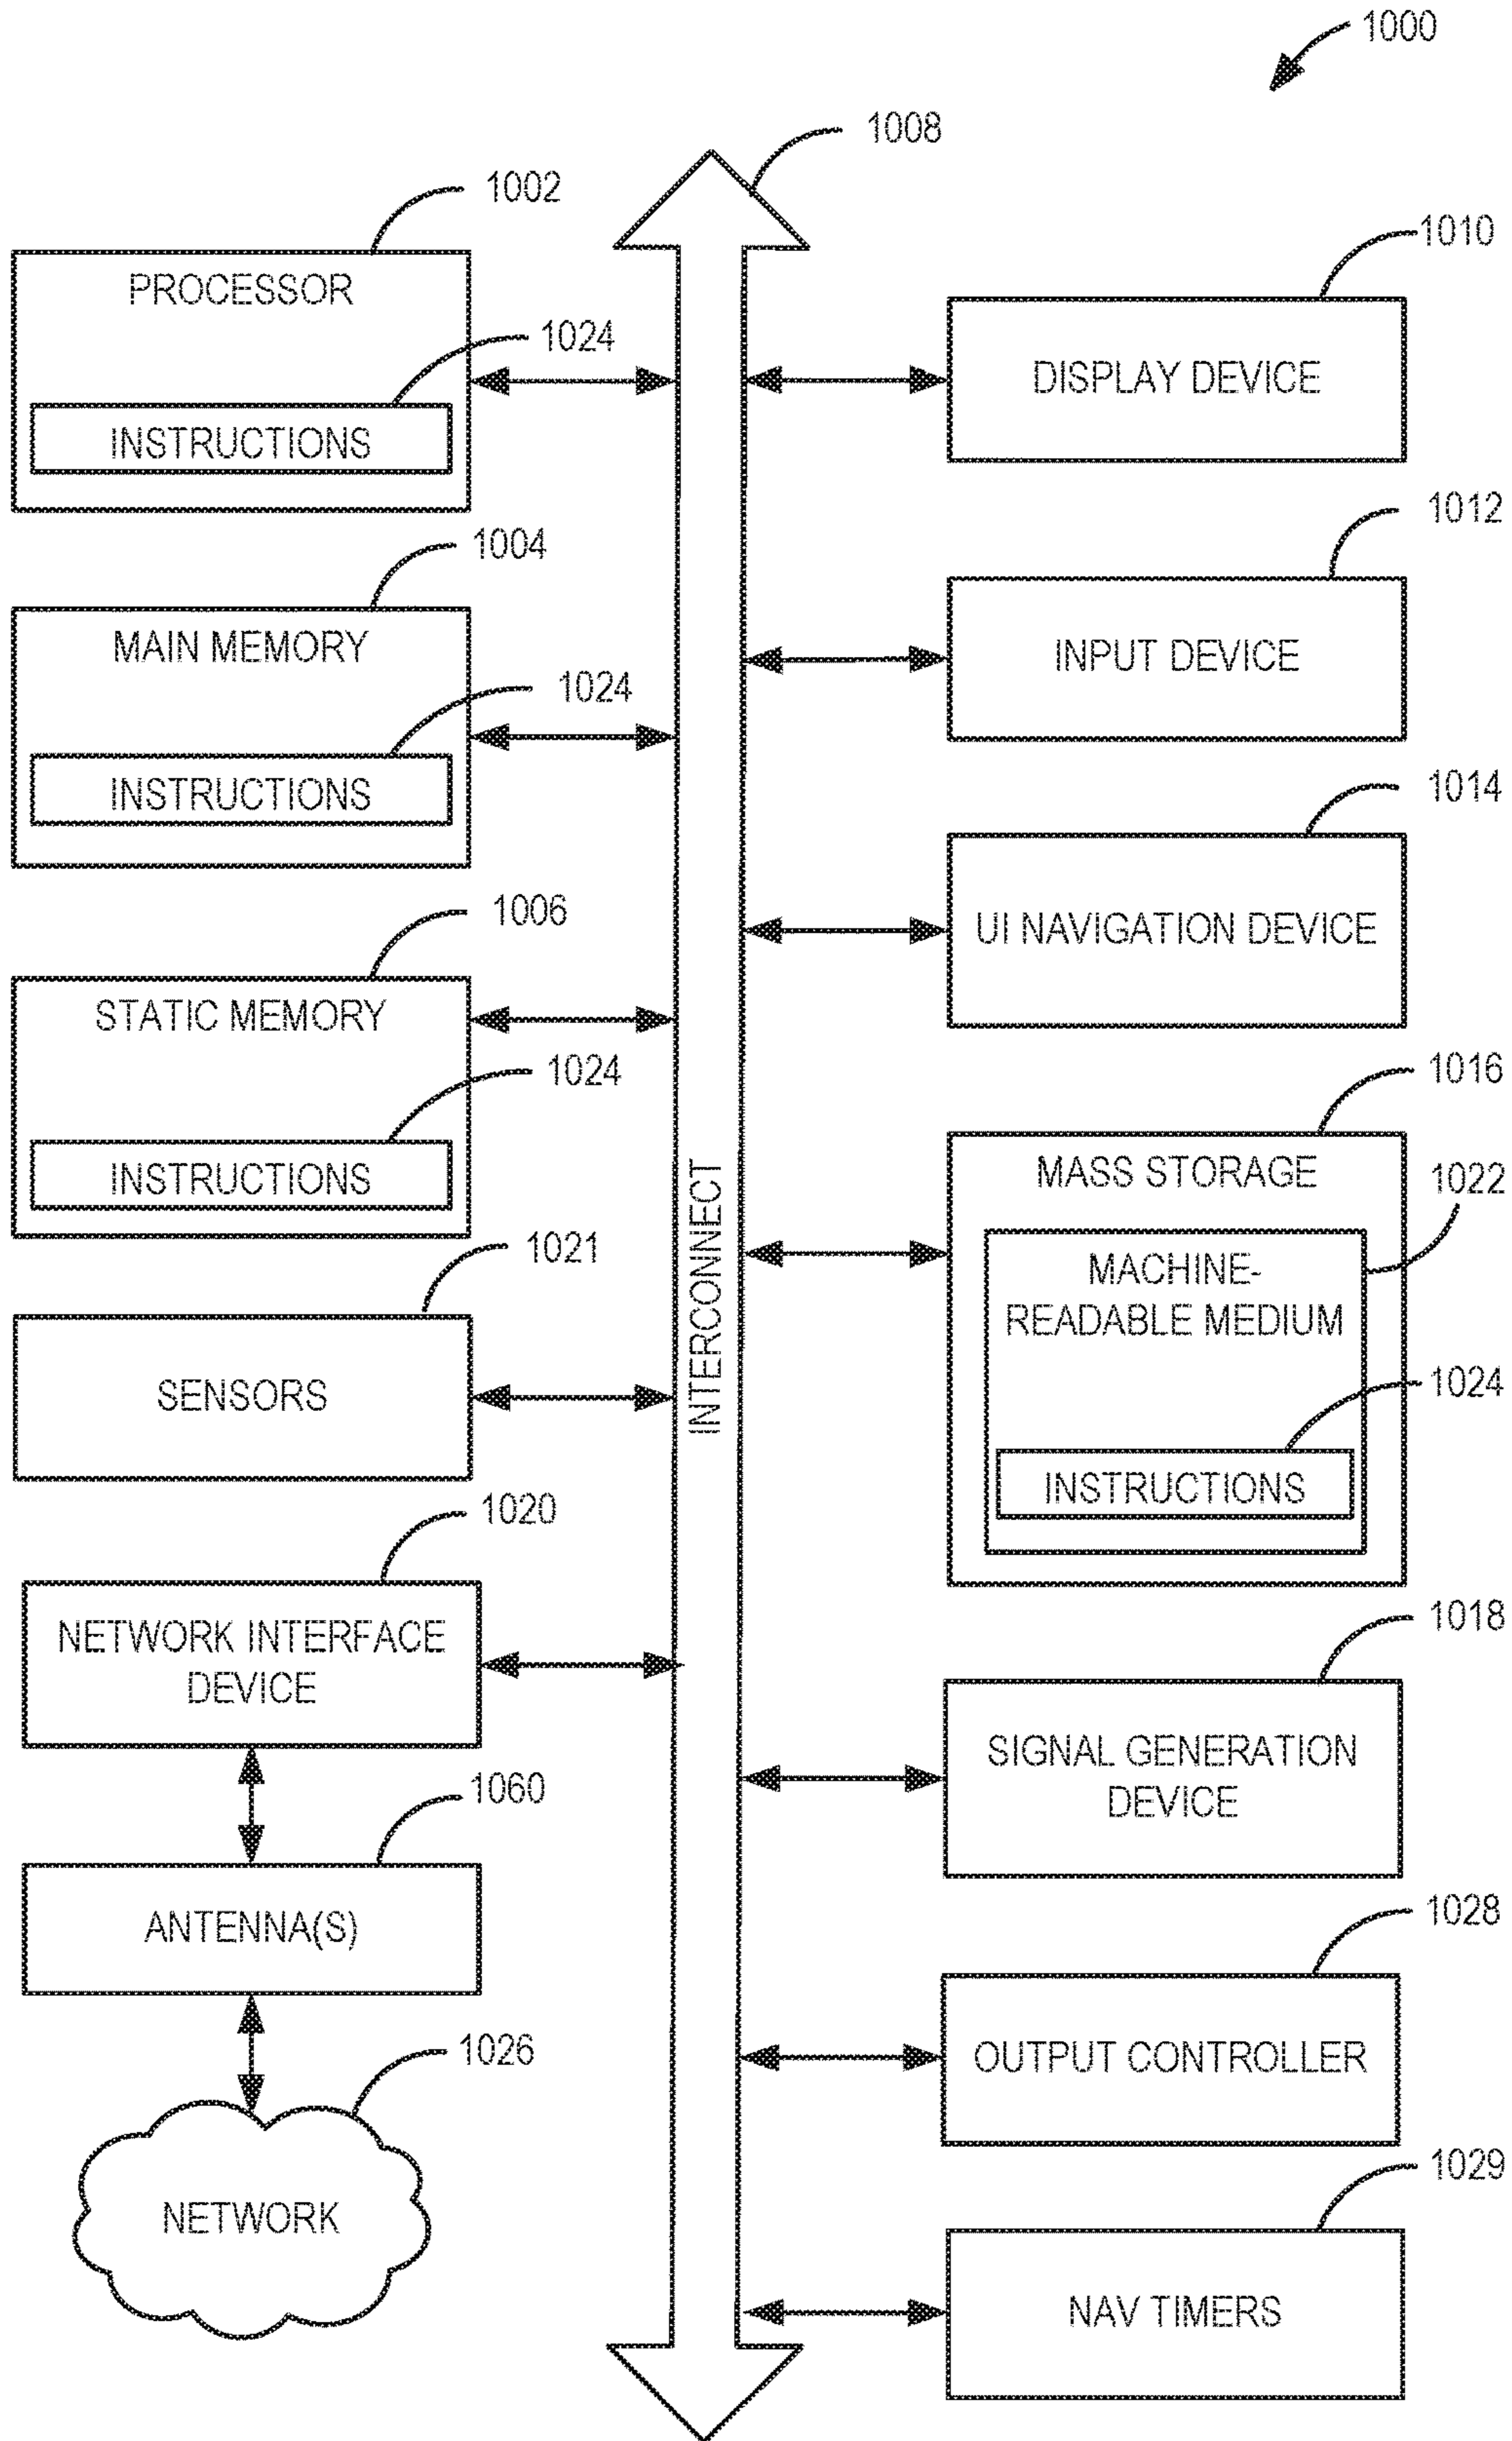 1000
1008
1002
PROCESSOR
1024
INSTRUCTIONS
1004
MAIN MEMORY
1024
INSTRUCTIONS
1006
STATIC MEMORY
1024
INSTRUCTIONS
1021
SENSORS
1020
NETWORK INTERFACE
DEVICE
1060
ANTENNA(S)
1026
NETWORK
INTERCONNECT
1010
DISPLAY DEVICE
1012
INPUT DEVICE
1014
UI NAVIGATION DEVICE
1016
MASS STORAGE
1022
MACHINE-
READABLE MEDIUM
1024
INSTRUCTIONS
1018
SIGNAL GENERATION
DEVICE
1028
OUTPUT CONTROLLER
1029
NAV TIMERS